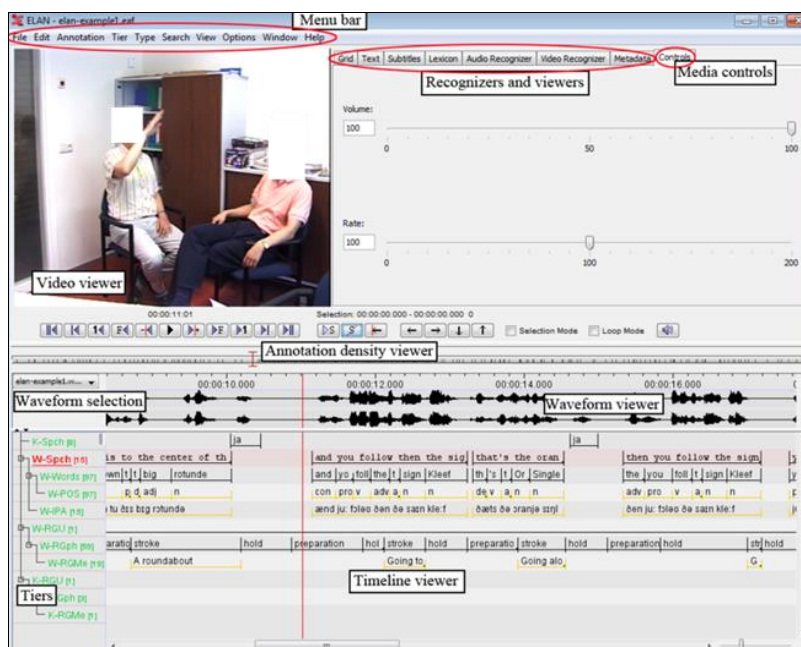 ELAN - elan-example1.eaf
Menu bar
File Edit Annotation Tier Type Search View Options Window Help
Grid Text Subtitles Lexicon Audio Recognizer Video Recognizer Metadata Controls
Recognizers and viewers
Media controls
Volume:
100
0 50 100
Rate:
100
0 100 200
Video viewer
00:00:11:01
Selection: 00:00:00.000 - 00:00:00.000 0
Selection Mode Loop Mode
Annotation density viewer
00:00:10.000 00:00:12.000 00:00:14.000 00:00:16.000
Waveform selection
Waveform viewer
K-Spch ja ja
W-Spch is to the center of th and you follow then the sig that's the oran then you follow the sign
W-Words own t t big rotunde and yo foll the t sign Kleef th 's t Or Single the you foll t sign Kleef
W-POS p d adj n con pro v adv a n n de v a n n adv pro v a n n
W-IPA
W-RGU
W-RGph stroke hold preparation hol stroke hold preparatio stroke hold preparation hold str hold
W-RGMe A roundabout Going to Going alo G
K-RGU
Timeline viewer
Tiers
K-RGMe